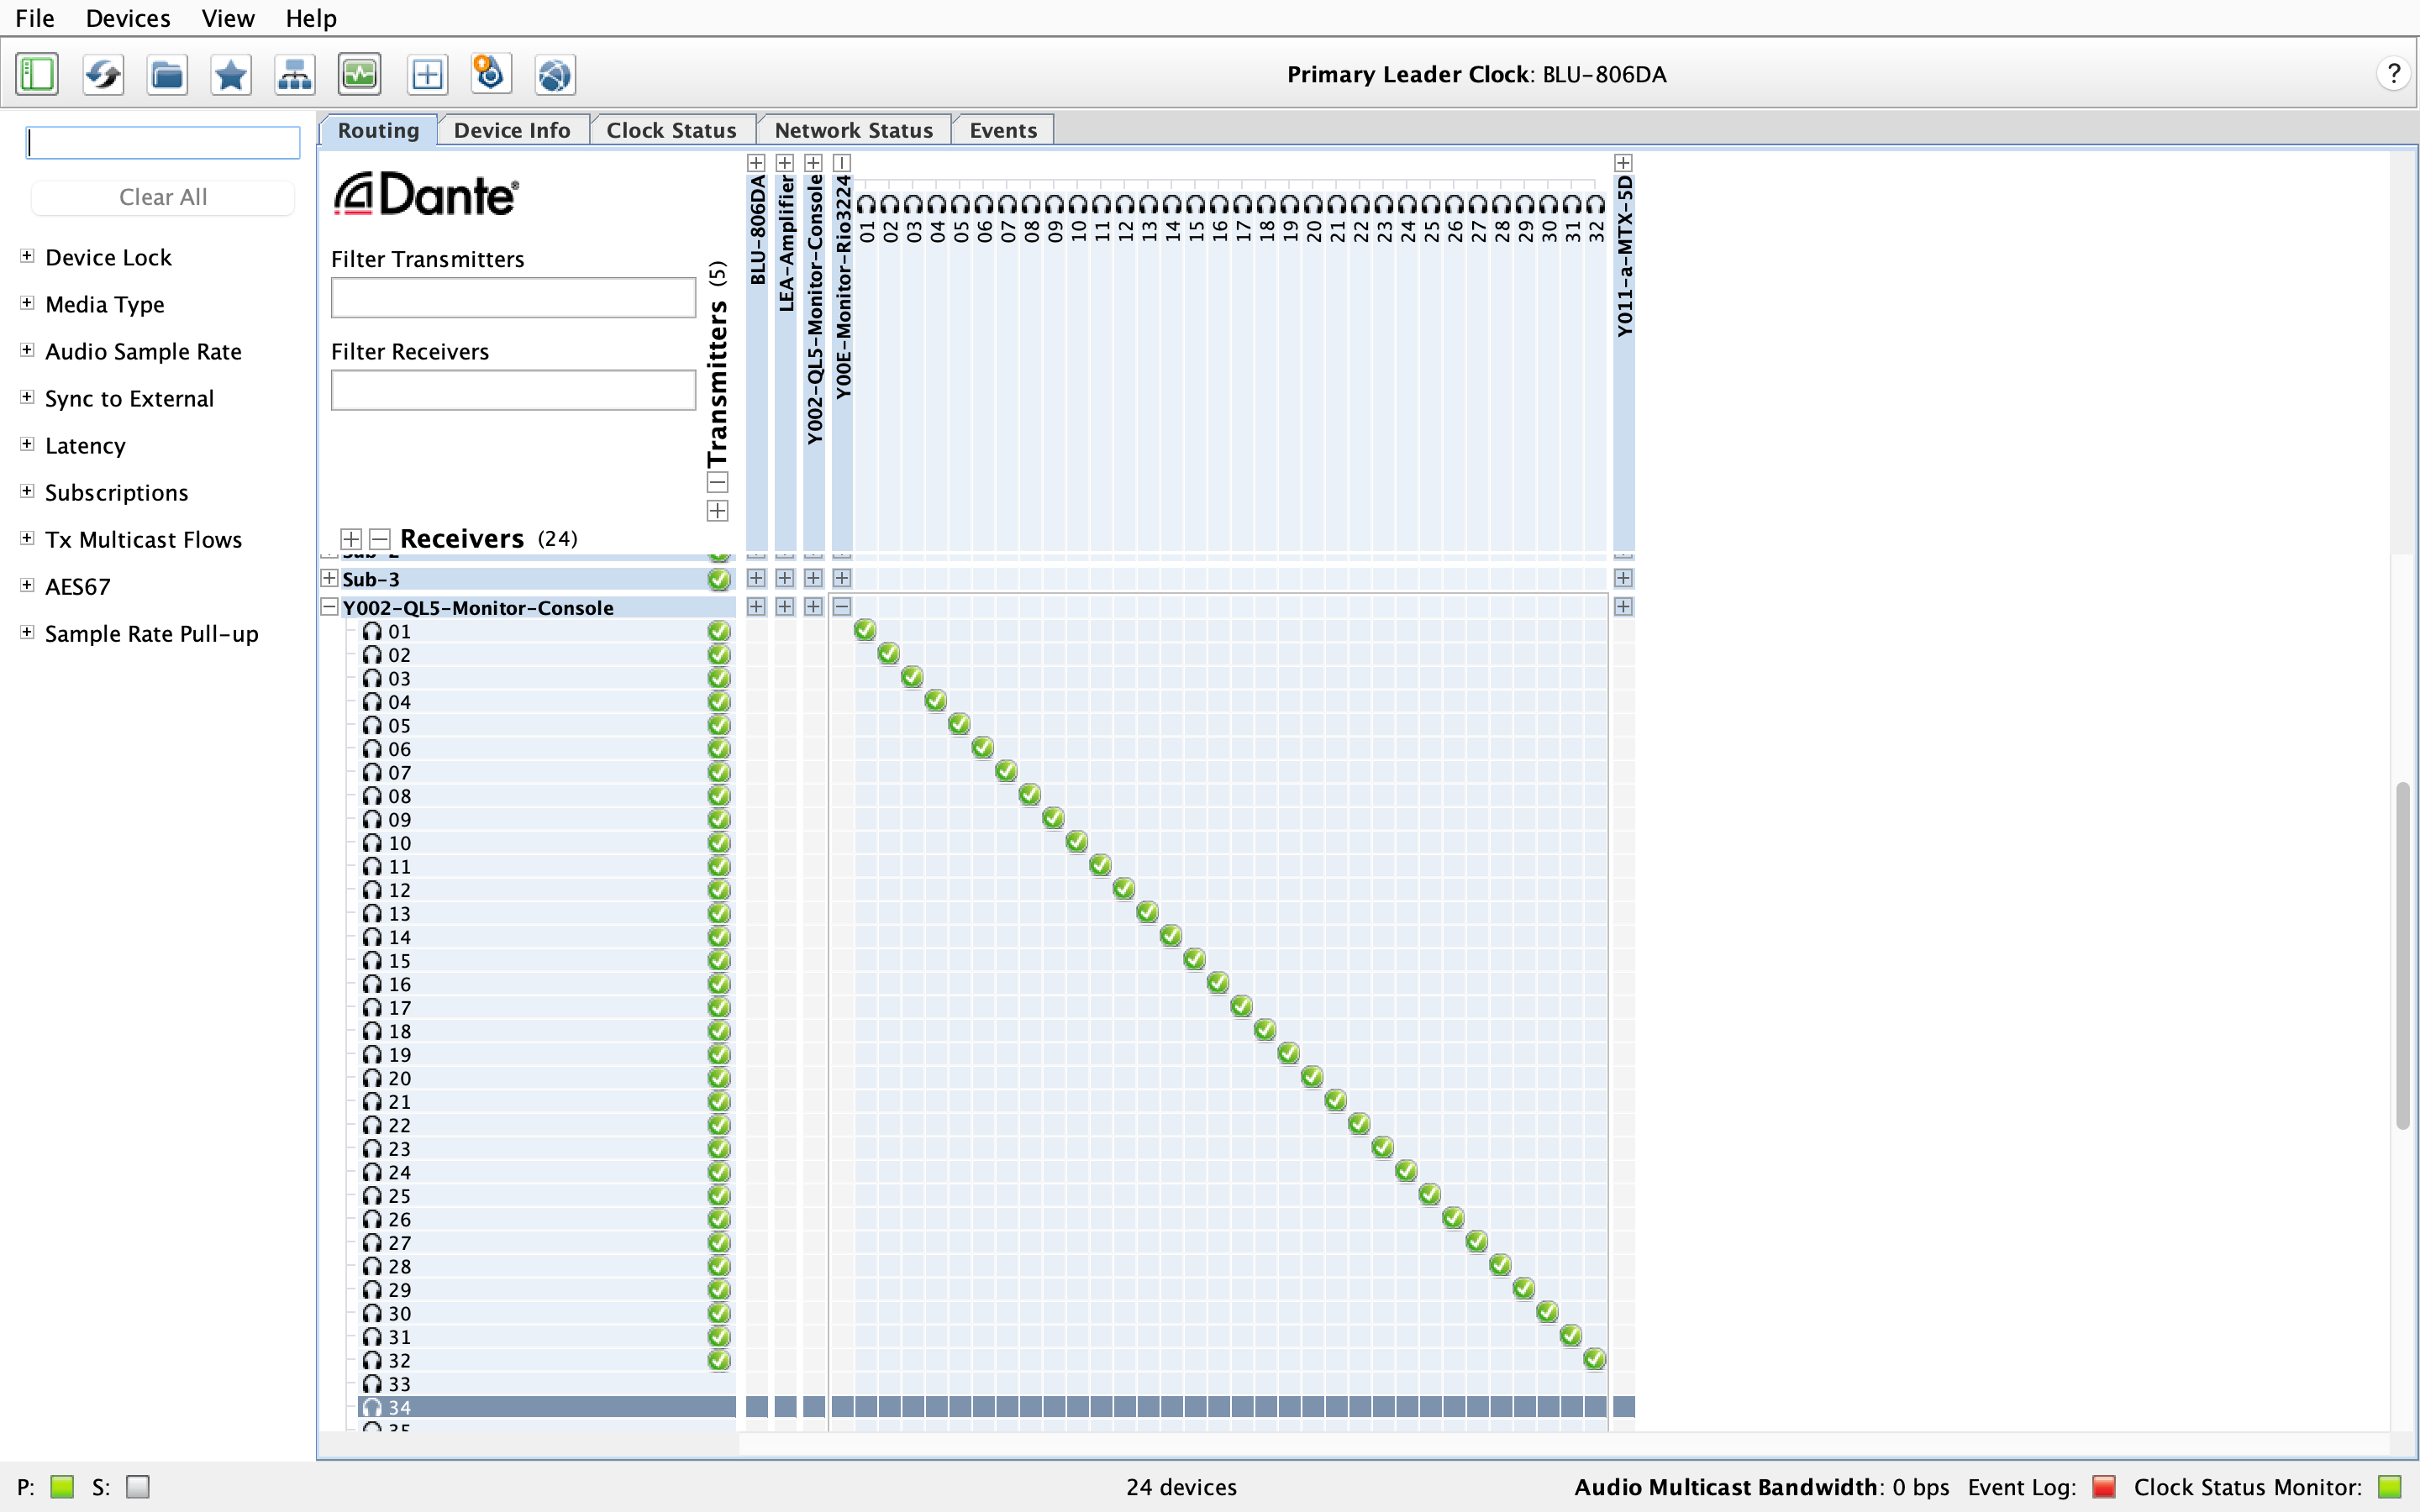 File Devices View Help
Primary Leader Clock: BLU-806DA
?
Routing Device Info Clock Status Network Status Events
Clear All
Device Lock
Media Type
Audio Sample Rate
Sync to External
Latency
Subscriptions
Tx Multicast Flows
AES67
Sample Rate Pull-up
Dante®
Filter Transmitters
Filter Receivers
Transmitters (5)
Receivers (24)
BLU-806DA
LEA-Amplifier
Y002-QL5-Monitor-Console
Y00E-Monitor-Rio3224
01 02 03 04 05 06 07 08 09 10 11 12 13 14 15 16 17 18 19 20 21 22 23 24 25 26 27 28 29 30 31 32
Y011-a-MTX-5D
Sub-2
Sub-3
Y002-QL5-Monitor-Console
01
02
03
04
05
06
07
08
09
10
11
12
13
14
15
16
17
18
19
20
21
22
23
24
25
26
27
28
29
30
31
32
33
34
35
P: S:
24 devices
Audio Multicast Bandwidth: 0 bps Event Log: Clock Status Monitor: